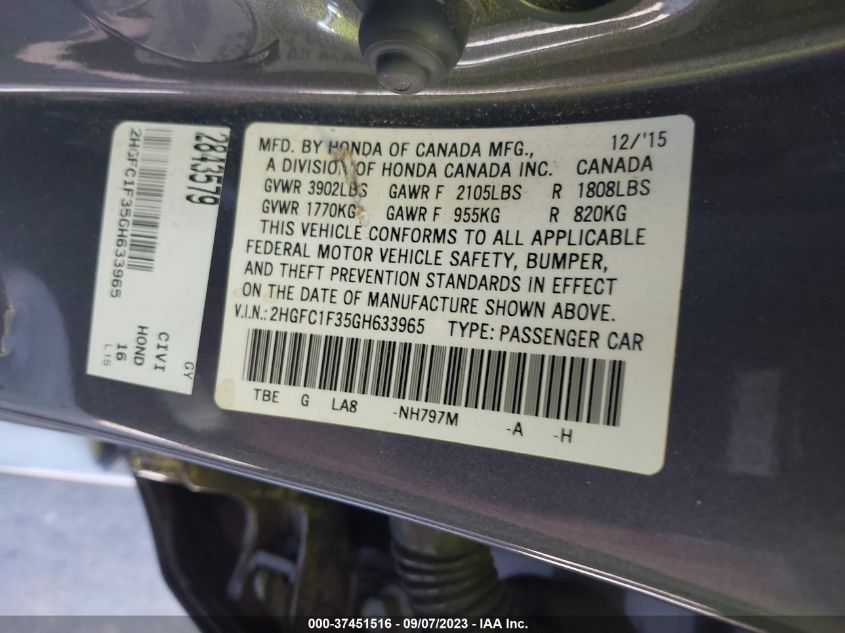 MFD. BY HONDA OF CANADA MFG., 12/'15
A DIVISION OF HONDA CANADA INC. CANADA
GVWR 3902LBS GAWR F 2105LBS R 1808LBS
GVWR 1770KG GAWR F 955KG R 820KG
THIS VEHICLE CONFORMS TO ALL APPLICABLE
FEDERAL MOTOR VEHICLE SAFETY, BUMPER,
AND THEFT PREVENTION STANDARDS IN EFFECT
ON THE DATE OF MANUFACTURE SHOWN ABOVE.
V.I.N.: 2HGFC1F35GH633965 TYPE: PASSENGER CAR
TBE G LA8 -NH797M -A -H
2843579
2HGFC1F35GH633965
GY
CIVI
HOND
16
L15
000-37451516 - 09/07/2023 - IAA Inc.